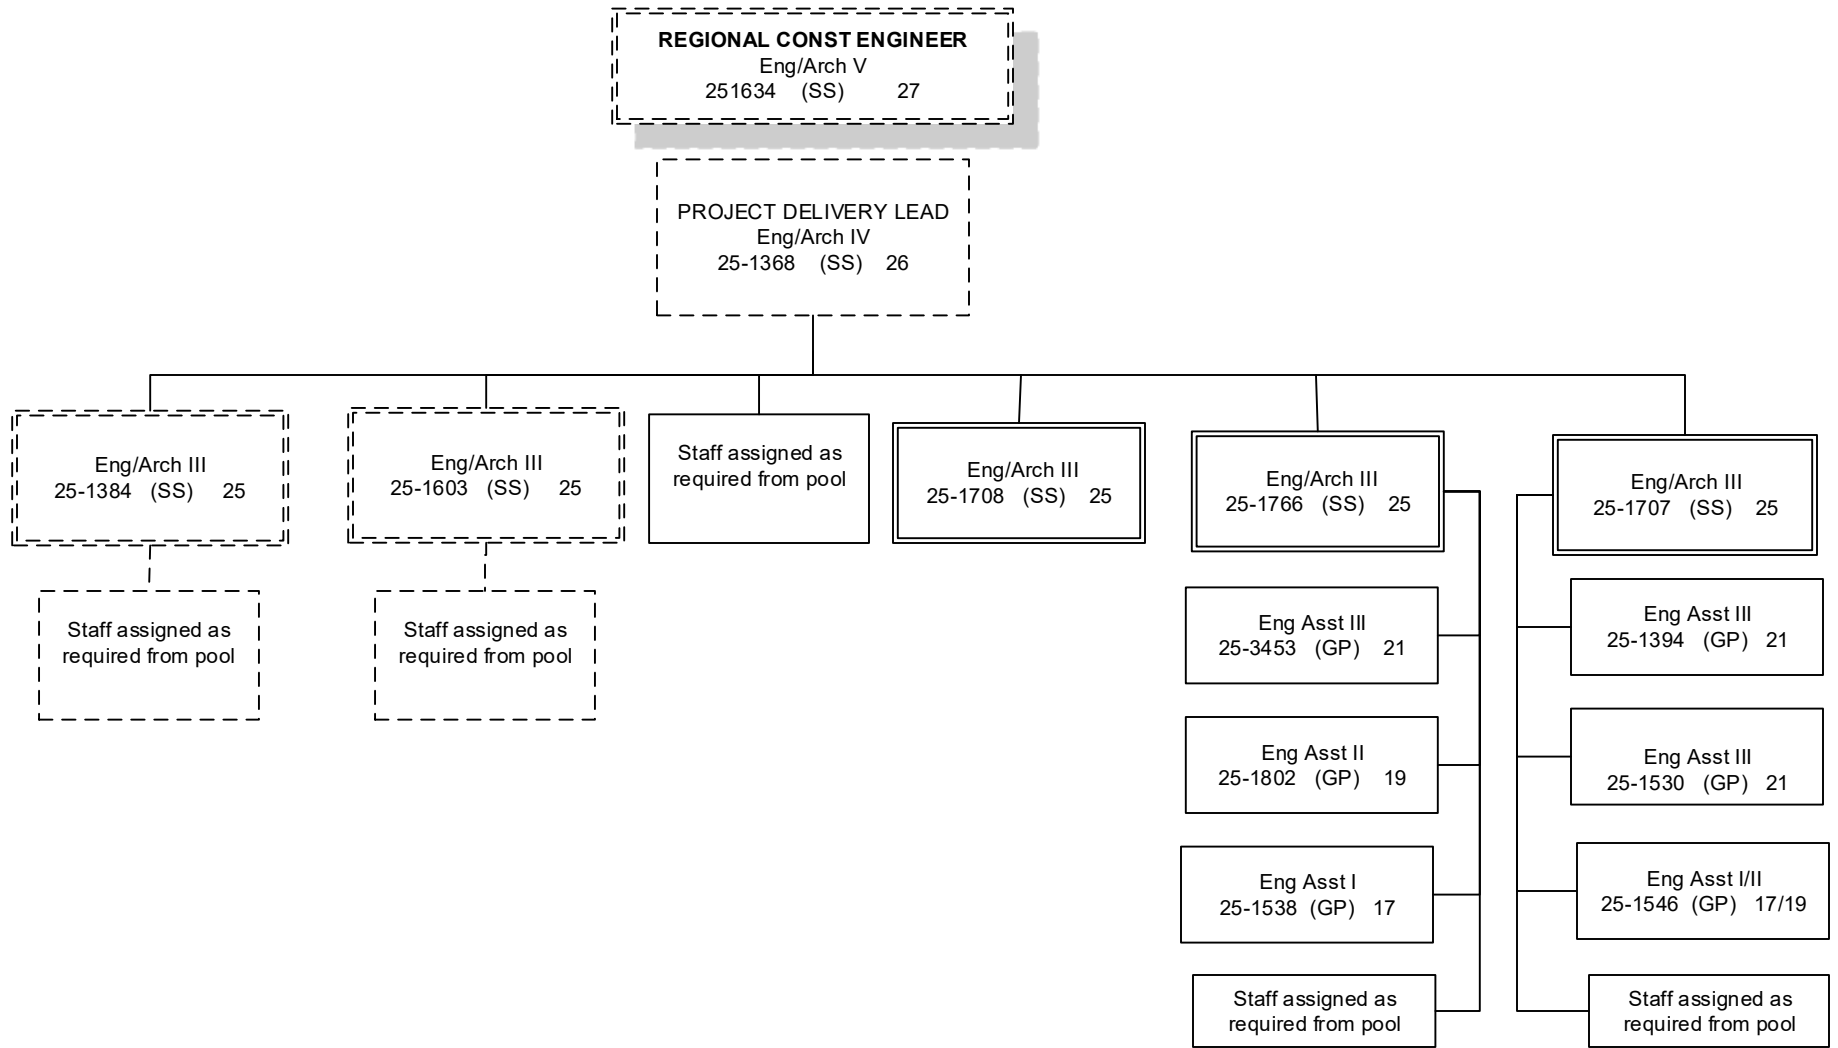 REGIONAL CONST ENGINEER
Eng/Arch V
251634 (SS) 27
PROJECT DELIVERY LEAD
Eng/Arch IV
25-1368 (SS) 26
Eng/Arch III
25-1384 (SS) 25
Staff assigned as
required from pool
Eng/Arch III
25-1603 (SS) 25
Staff assigned as
required from pool
Staff assigned as
required from pool
Eng/Arch III
25-1708 (SS) 25
Eng/Arch III
25-1766 (SS) 25
Eng Asst III
25-3453 (GP) 21
Eng Asst II
25-1802 (GP) 19
Eng Asst I
25-1538 (GP) 17
Staff assigned as
required from pool
Eng/Arch III
25-1707 (SS) 25
Eng Asst III
25-1394 (GP) 21
Eng Asst III
25-1530 (GP) 21
Eng Asst I/II
25-1546 (GP) 17/19
Staff assigned as
required from pool